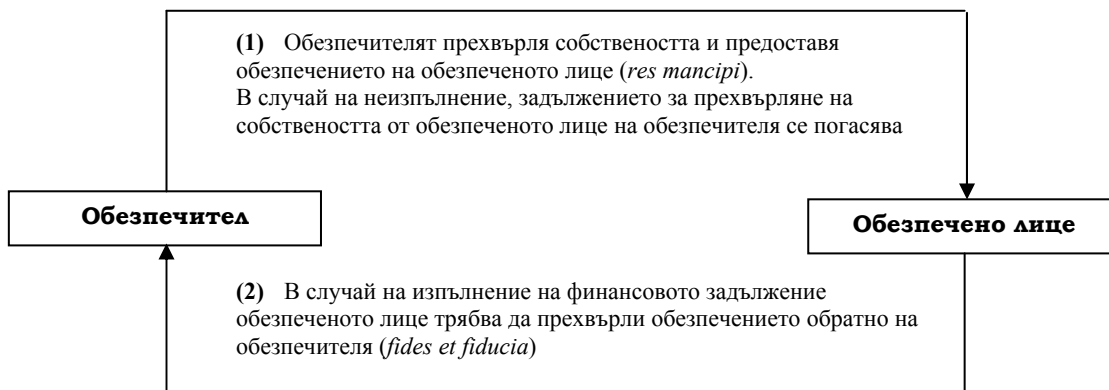 (1) Обезпечителят прехвърля собствеността и предоставя
обезпечението на обезпеченото лице (res mancipi).
В случай на неизпълнение, задължението за прехвърляне на
собствеността от обезпеченото лице на обезпечителя се погасява
Обезпечител
Обезпечено лице
(2) В случай на изпълнение на финансовото задължение
обезпеченото лице трябва да прехвърли обезпечението обратно на
обезпечителя (fides et fiducia)